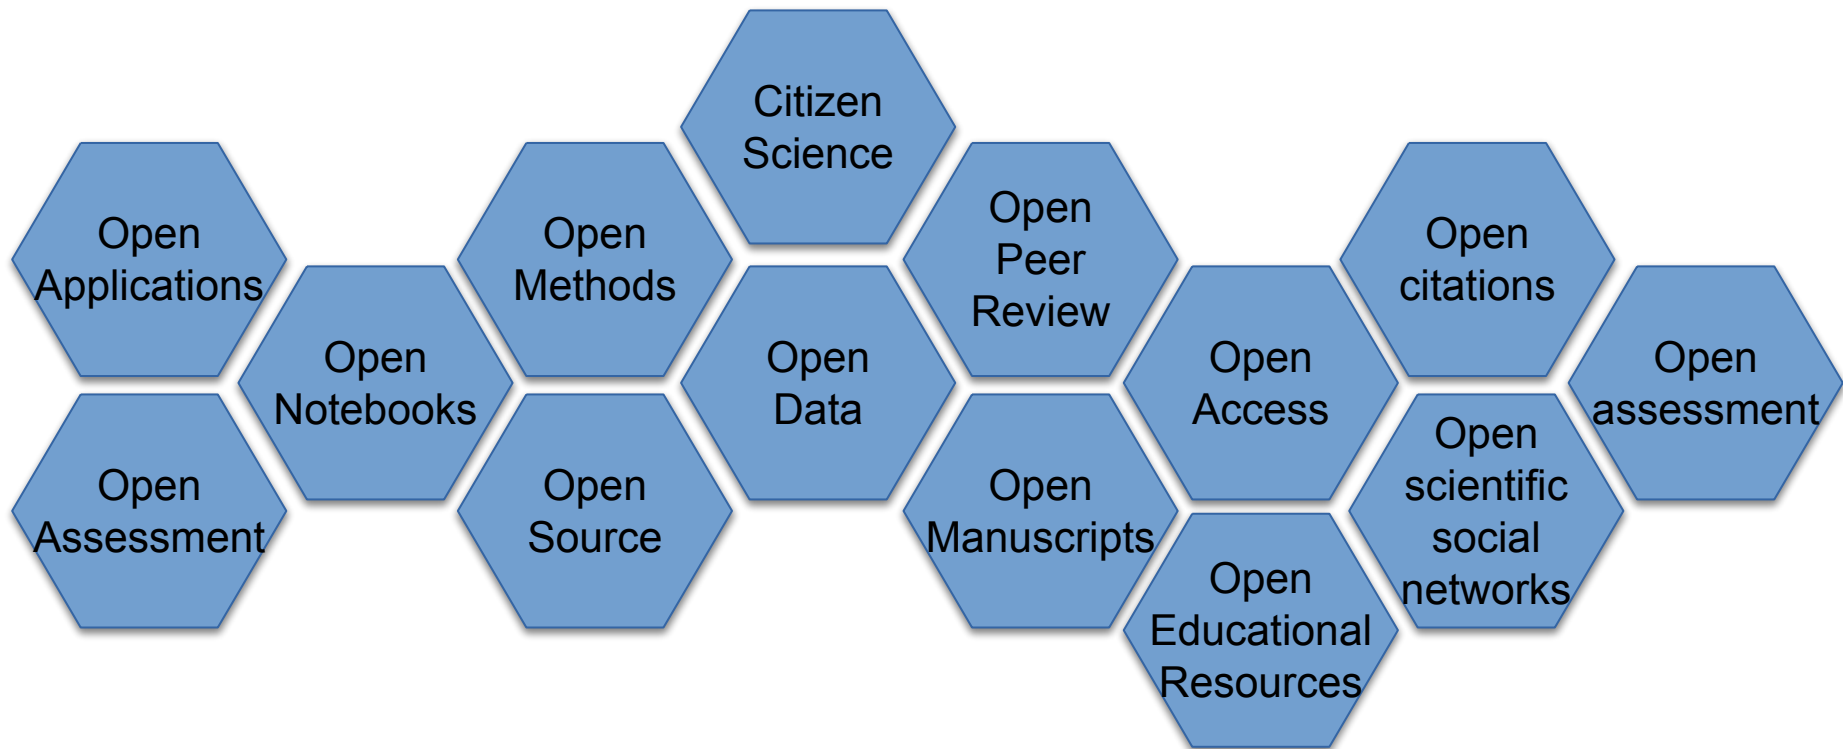 Citizen
Science
Open
Applications
Open
Methods
Open
Peer
Review
Open
citations
Open
Notebooks
Open
Data
Open
Access
Open
assessment
Open
Assessment
Open
Source
Open
Manuscripts
Open
scientific
social
networks
Open
Educational
Resources